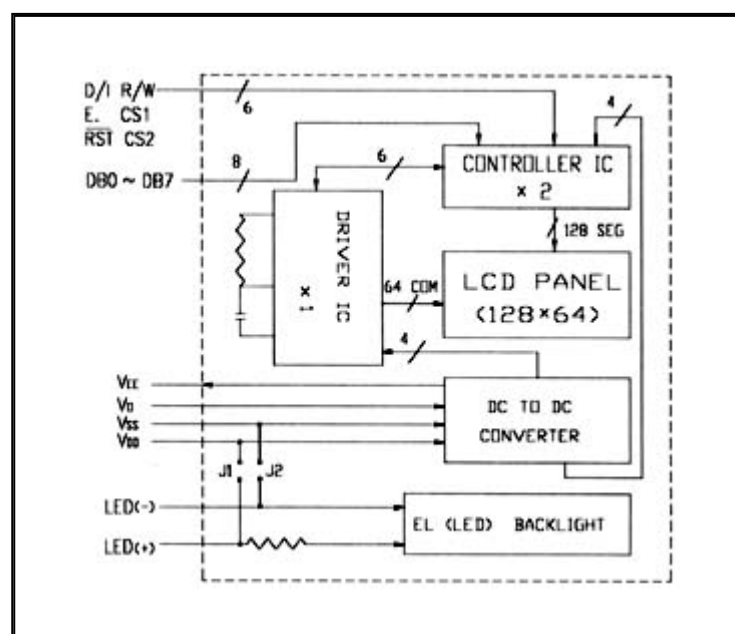 D/I R/W
E. CS1
RST CS2
6
4
DB0 ~ DB7
8
6
CONTROLLER IC
× 2
DRIVER IC
× 1
128 SEG
64 COM
LCD PANEL
(128×64)
4
VEE
V0
VSS
VDD
DC TO DC
CONVERTER
J1
J2
LED(-)
LED(+)
EL (LED) BACKLIGHT